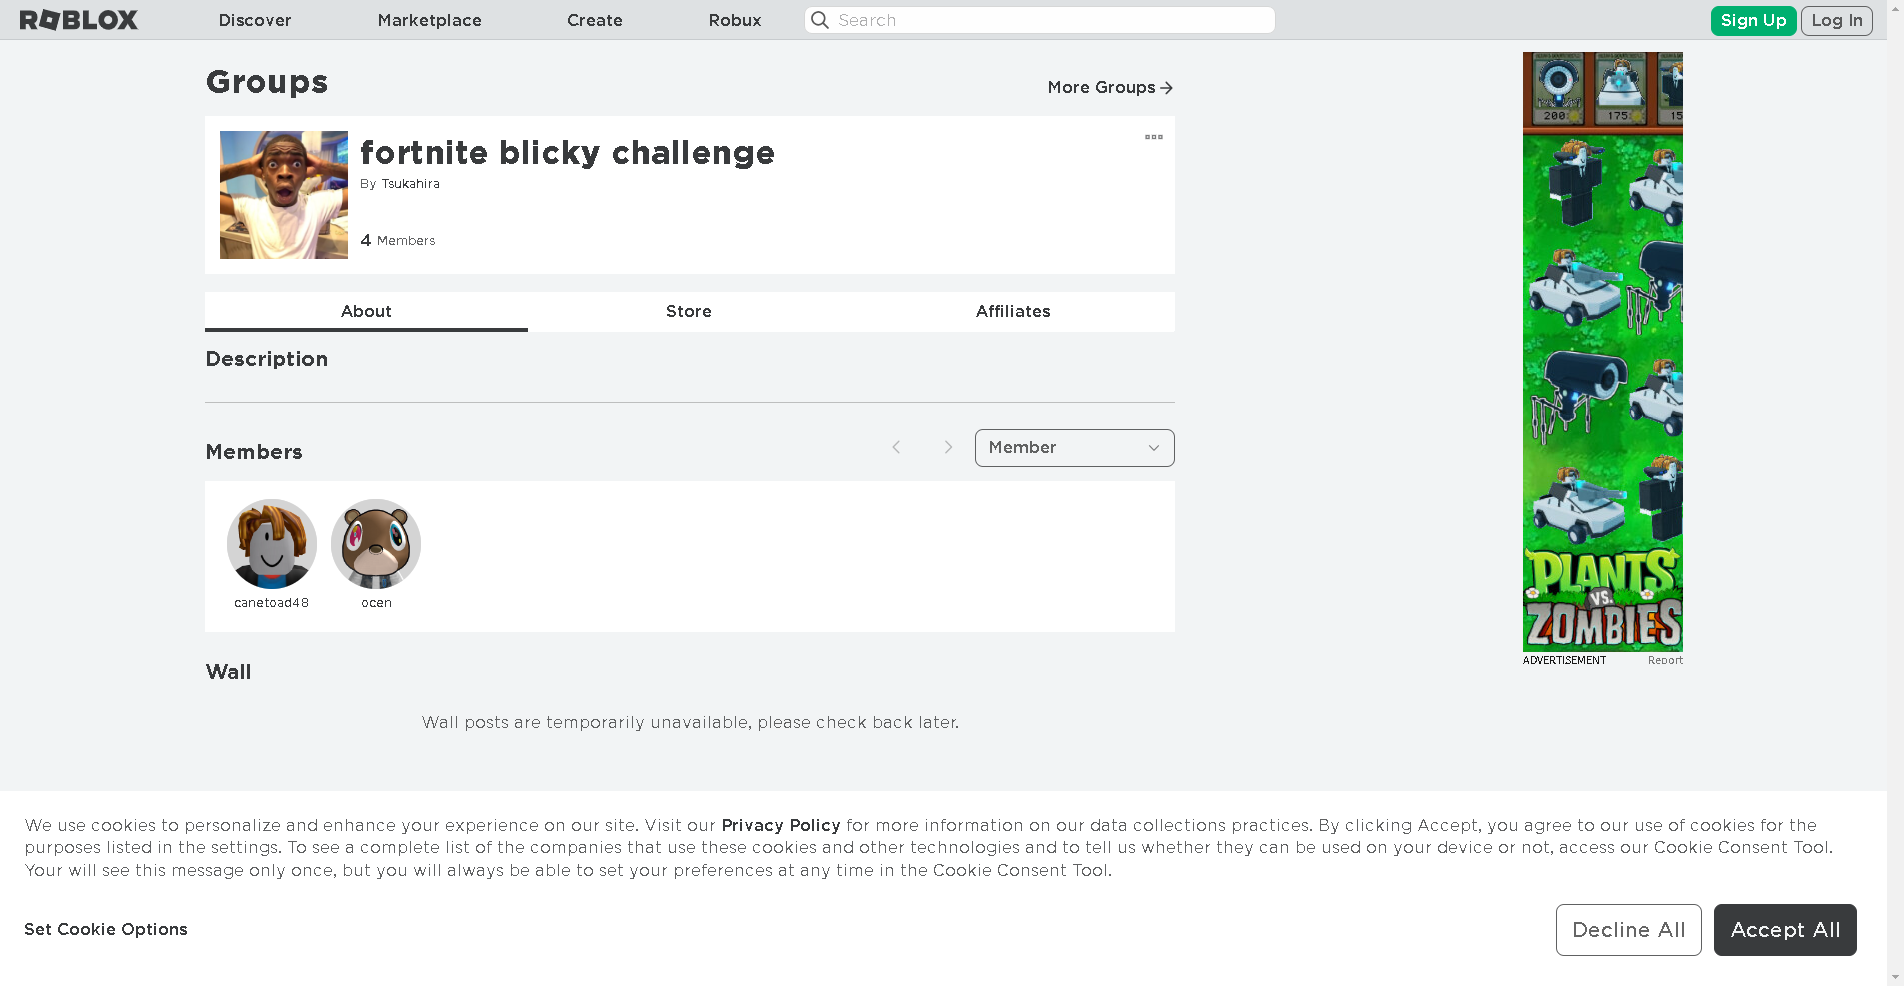 ROBLOX
Discover
Marketplace
Create
Robux
Search
Sign Up
Log In
Groups
More Groups
fortnite blicky challenge
By Tsukahira
4 Members
About
Store
Affiliates
Description
Members
Member
canetoad48
ocen
Wall
Wall posts are temporarily unavailable, please check back later.
200
175
15
PLANTS
VS.
ZOMBIES
ADVERTISEMENT
Report
We use cookies to personalize and enhance your experience on our site. Visit our Privacy Policy for more information on our data collections practices. By clicking Accept, you agree to our use of cookies for the
purposes listed in the settings. To see a complete list of the companies that use these cookies and other technologies and to tell us whether they can be used on your device or not, access our Cookie Consent Tool.
Your will see this message only once, but you will always be able to set your preferences at any time in the Cookie Consent Tool.
Set Cookie Options
Decline All
Accept All